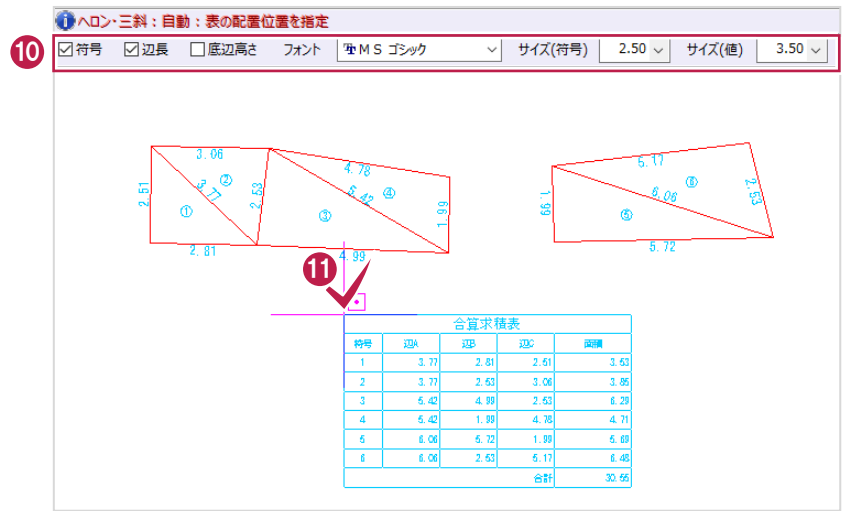 ヘロン・三斜：自動：表の配置位置を指定
10 符号 辺長 底辺高さ フォント MS ゴシック サイズ(符号) 2.50 サイズ(値) 3.50
3.06
5.17
4.78
② ⑥
3.77 2.53 5.42 ④ 2.53
2.51 6.06
① ③ 1.99 1.99 ⑤
2.81 4.99 5.72
11
合算求積表
符号 辺A 辺B 辺C 面積
1 3.77 2.81 2.51 3.53
2 3.77 2.53 3.06 3.85
3 5.42 4.99 2.53 6.29
4 5.42 1.99 4.78 4.71
5 6.06 5.72 1.99 5.69
6 6.06 2.53 5.17 6.48
合計 30.55